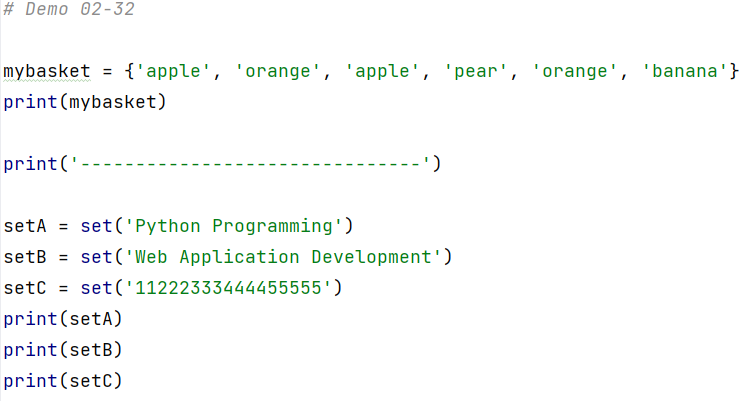 # Demo 02-32
mybasket = {'apple', 'orange', 'apple', 'pear', 'orange', 'banana'}
print(mybasket)
print('-------------------------------')
setA = set('Python Programming')
setB = set('Web Application Development')
setC = set('11222333444455555')
print(setA)
print(setB)
print(setC)